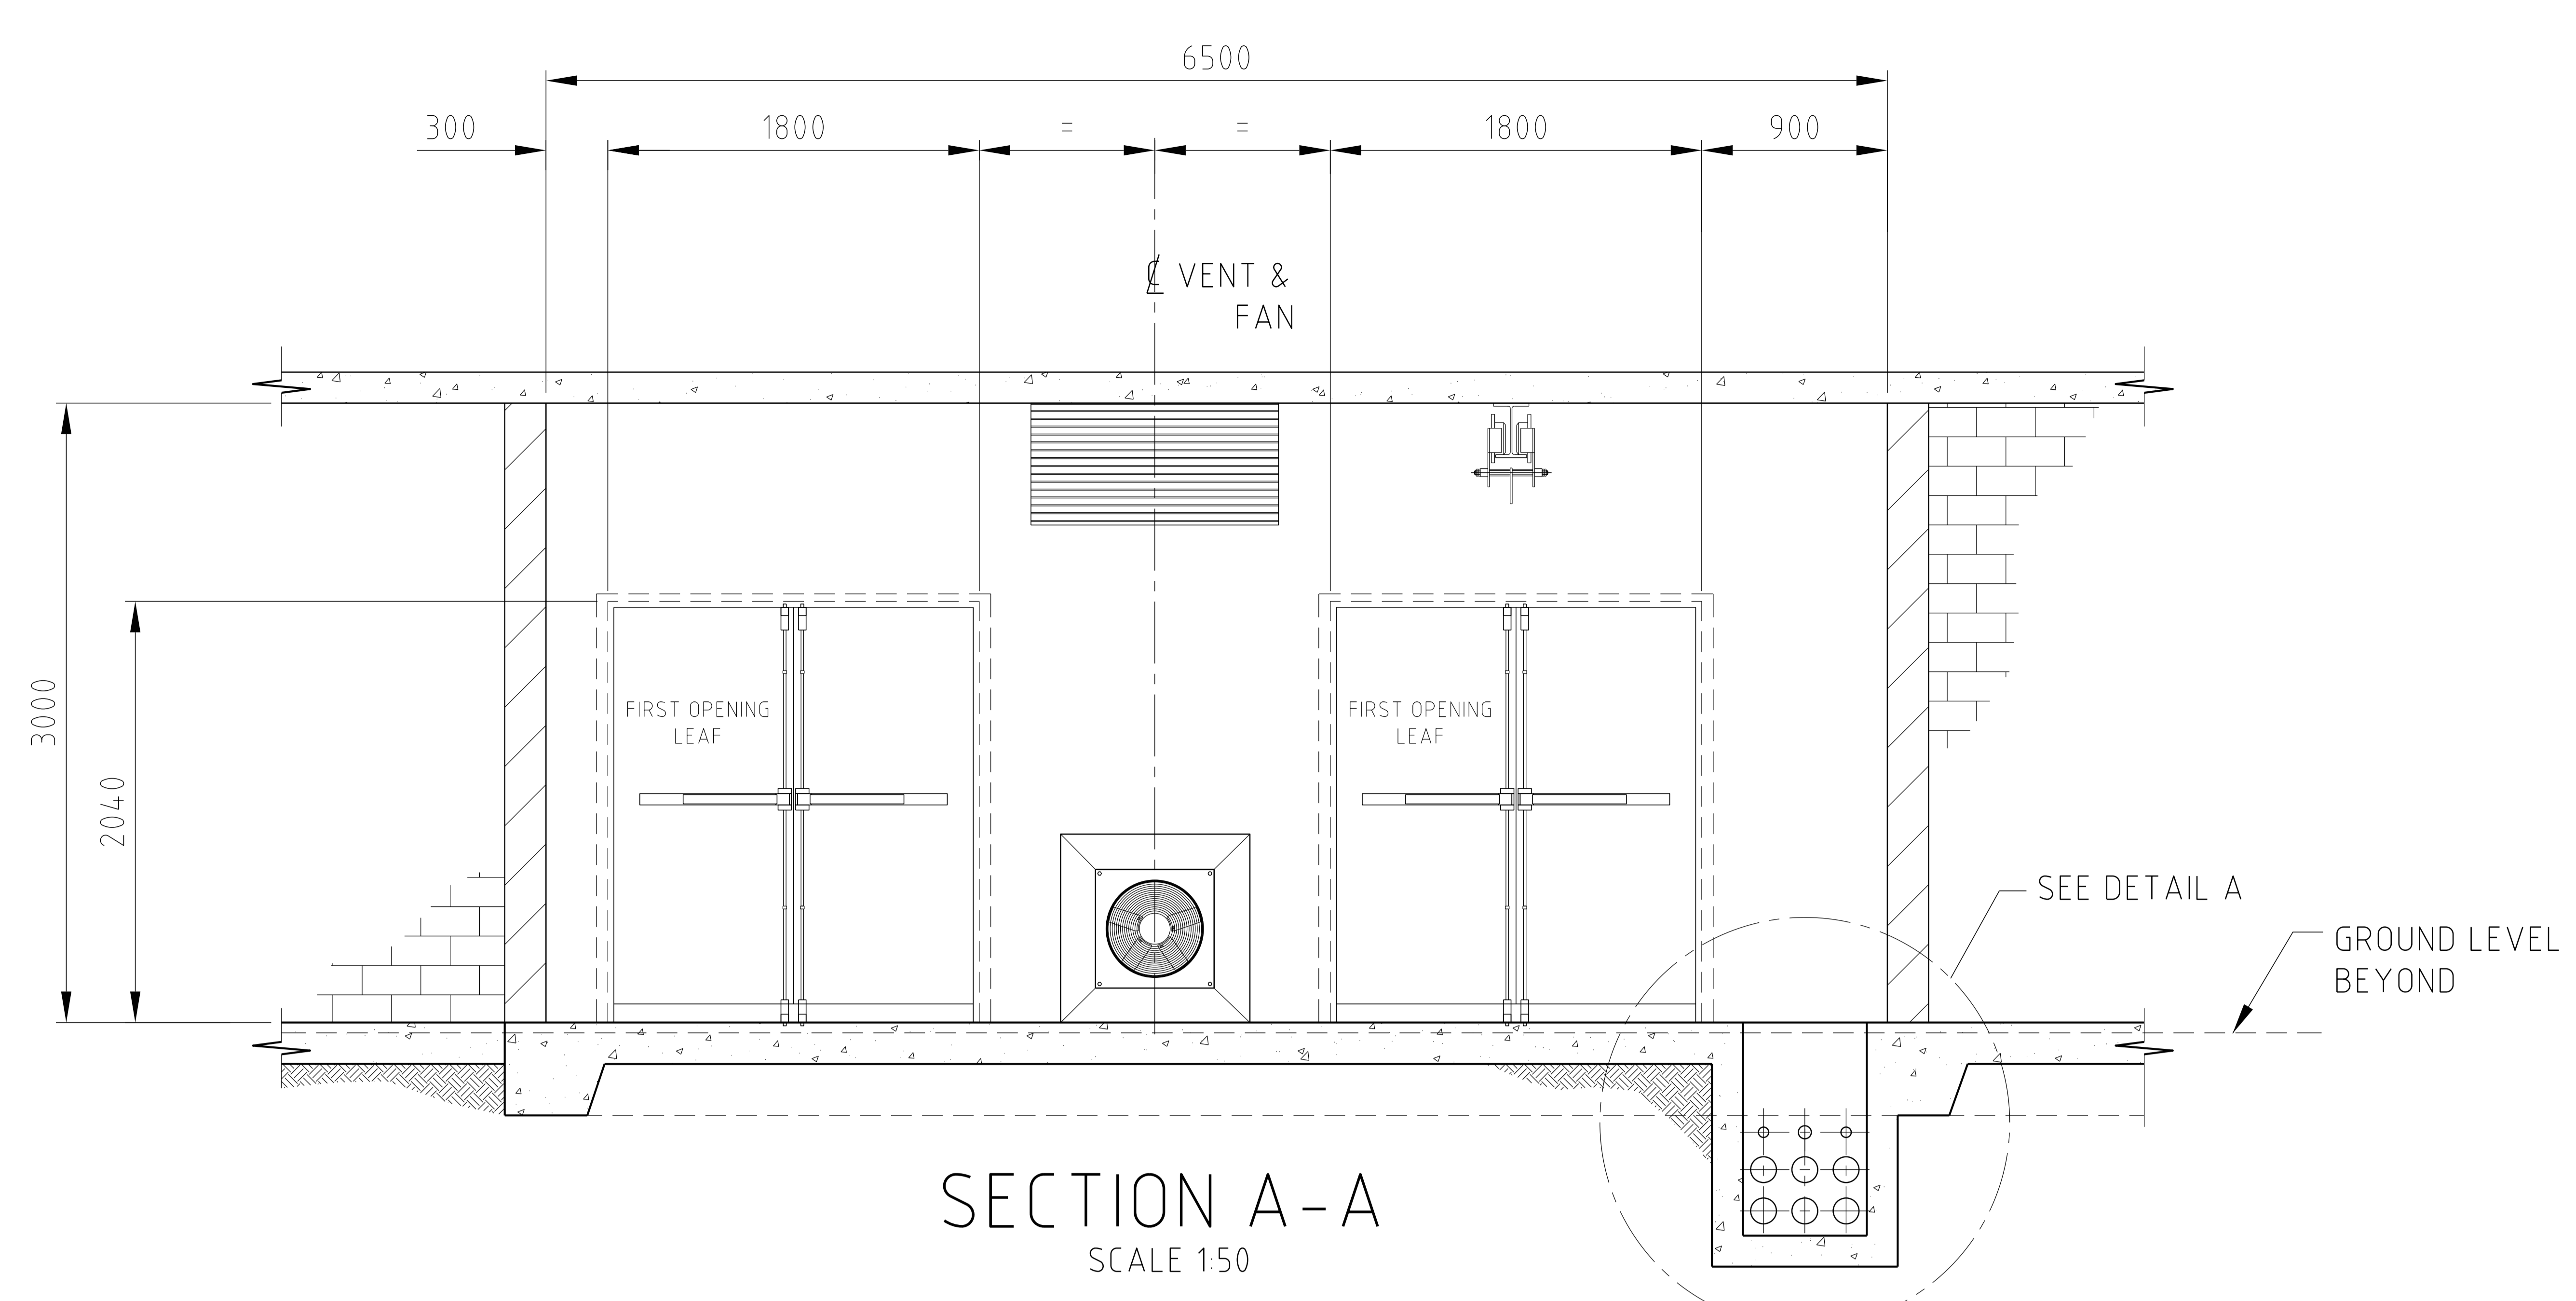 6500
300
1800
=
=
1800
900
℄ VENT &
FAN
3000
2040
FIRST OPENING
LEAF
FIRST OPENING
LEAF
SEE DETAIL A
GROUND LEVEL
BEYOND
SECTION A-A
SCALE 1:50